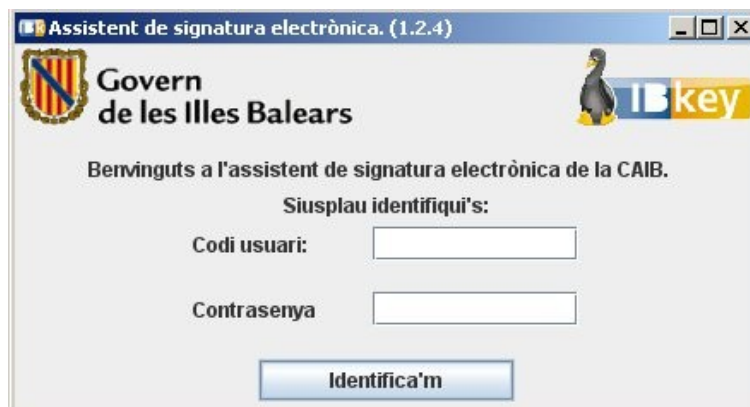 Assistent de signatura electrònica. (1.2.4)
Govern
de les Illes Balears
IBkey
Benvinguts a l'assistent de signatura electrònica de la CAIB.
Siusplau identifiqui's:
Codi usuari:
Contrasenya
Identifica'm